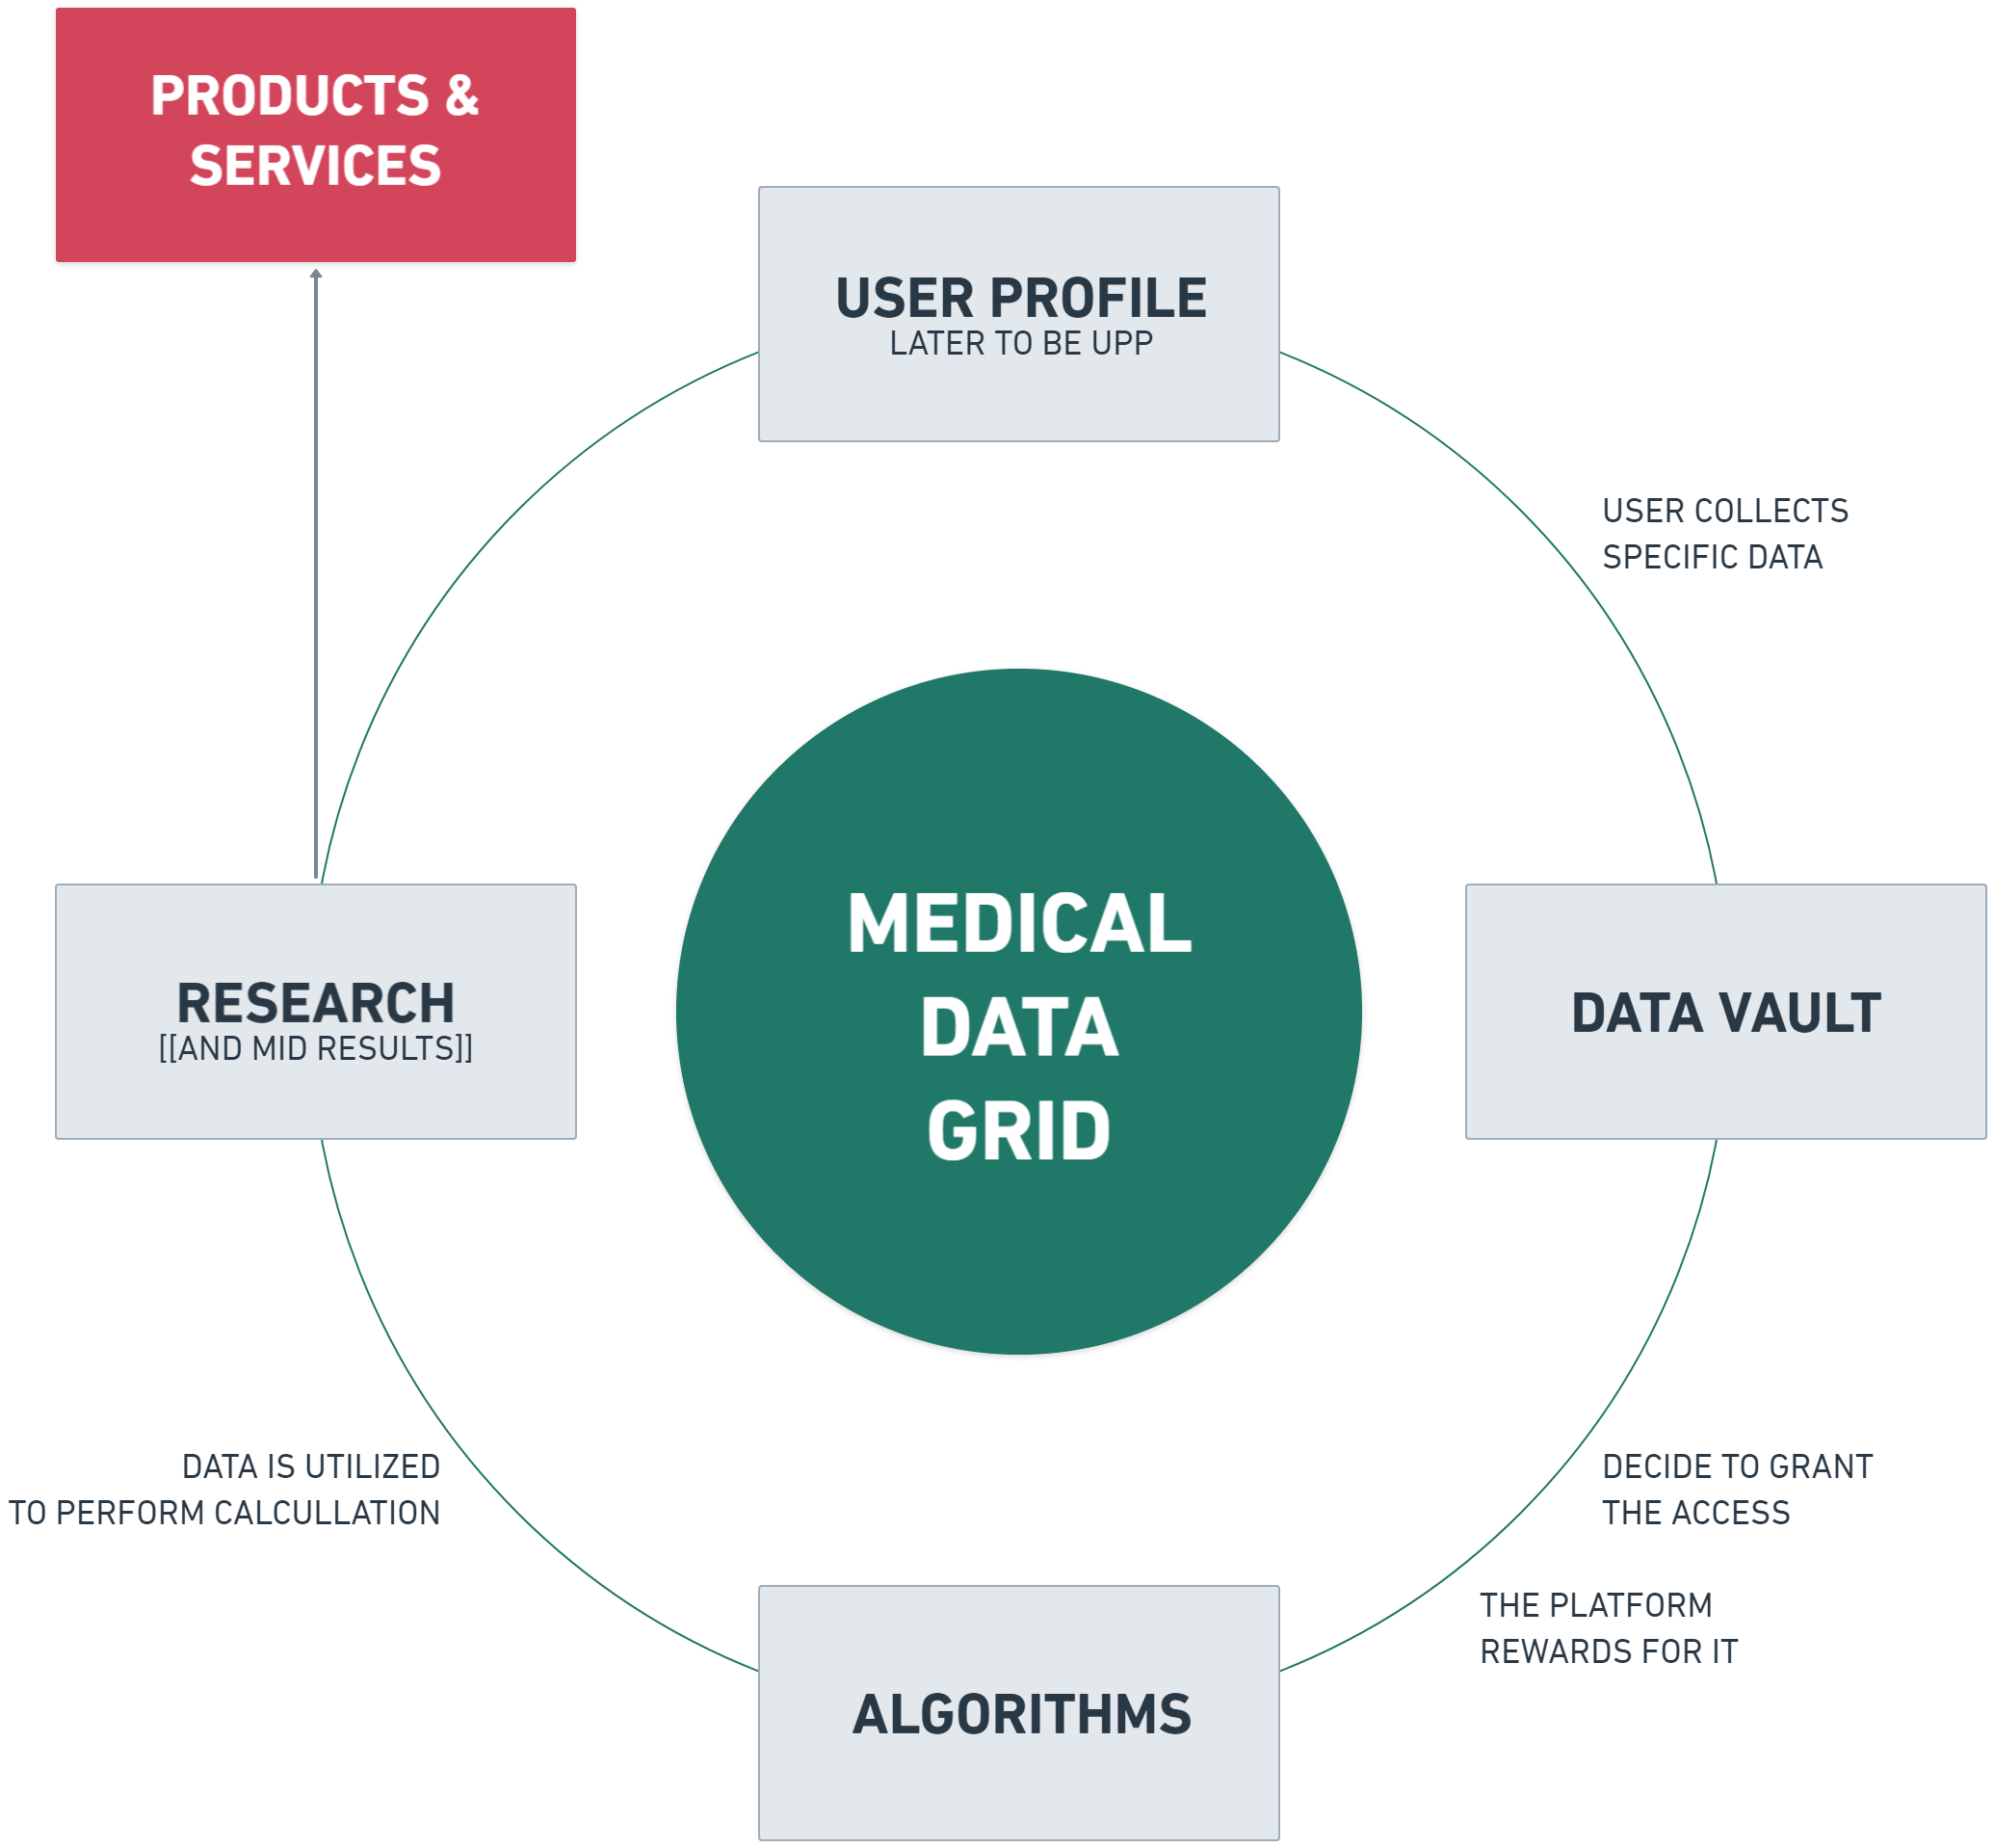 PRODUCTS &
SERVICES
USER PROFILE
LATER TO BE UPP
USER COLLECTS
SPECIFIC DATA
MEDICAL
DATA
GRID
RESEARCH
[[AND MID RESULTS]]
DATA VAULT
DATA IS UTILIZED
TO PERFORM CALCULLATION
DECIDE TO GRANT
THE ACCESS
THE PLATFORM
REWARDS FOR IT
ALGORITHMS